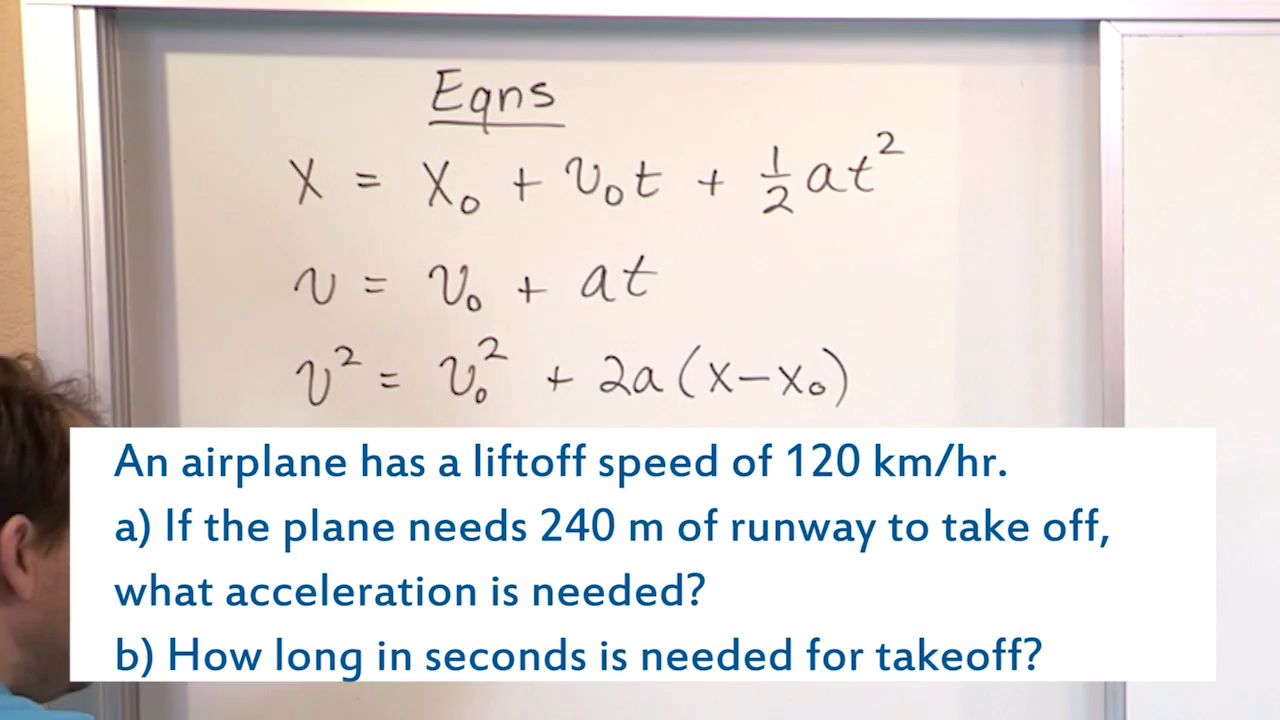 Eqns
x = x₀ + v₀t + ½at²
v = v₀ + at
v² = v₀² + 2a(x-x₀)
An airplane has a liftoff speed of 120 km/hr.
a) If the plane needs 240 m of runway to take off,
what acceleration is needed?
b) How long in seconds is needed for takeoff?